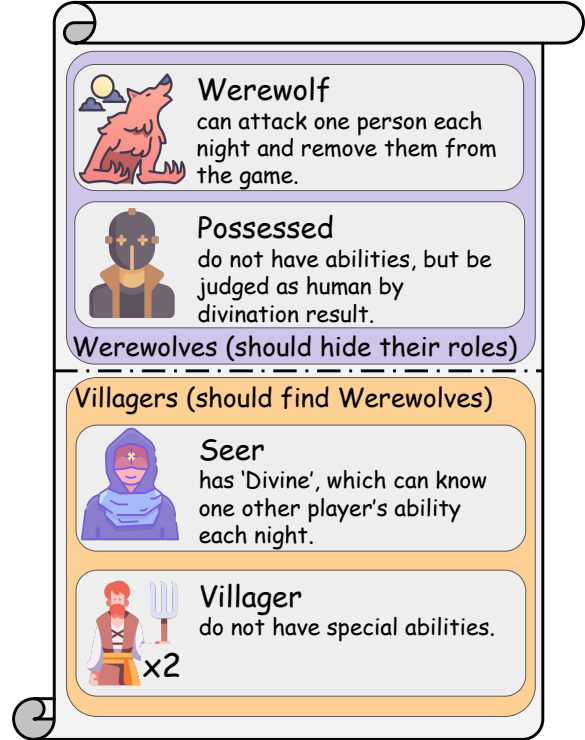 Werewolf
can attack one person each
night and remove them from
the game.
Possessed
do not have abilities, but be
judged as human by
divination result.
Werewolves (should hide their roles)
Villagers (should find Werewolves)
Seer
has ‘Divine’, which can know
one other player’s ability
each night.
Villager
do not have special abilities.
x2